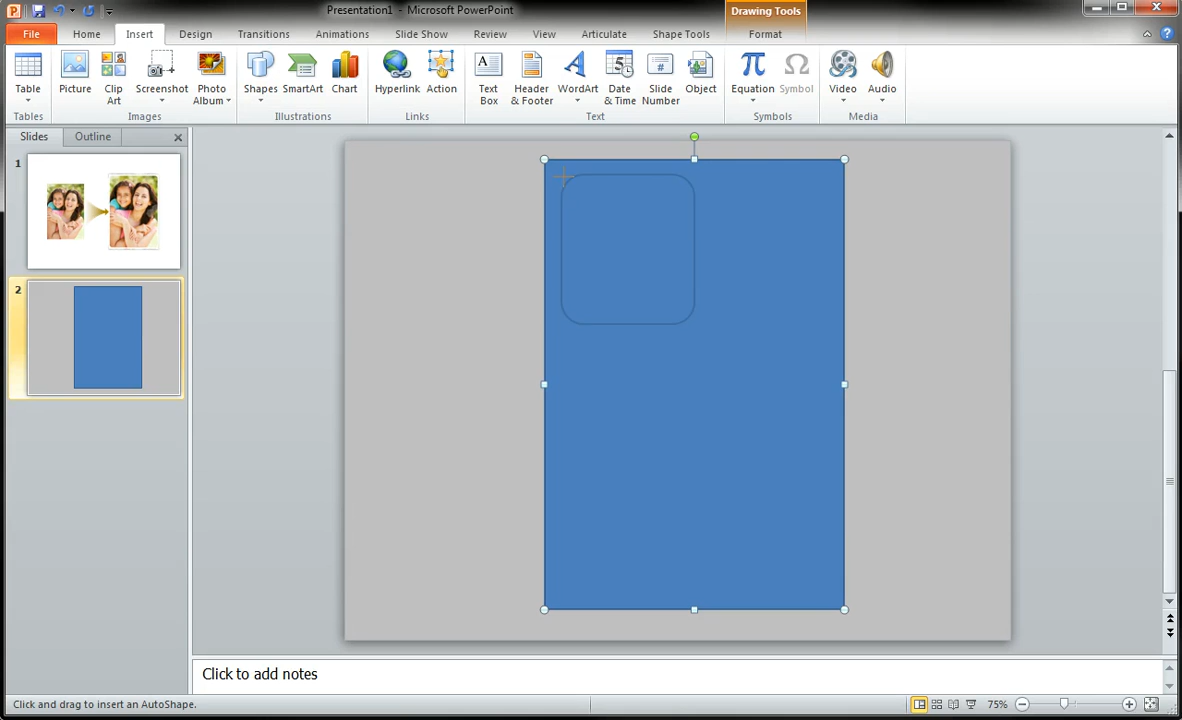 Presentation1 - Microsoft PowerPoint
Drawing Tools
File Home Insert Design Transitions Animations Slide Show Review View Articulate Shape Tools Format
Table Picture Clip Art Screenshot Photo Album Shapes SmartArt Chart Hyperlink Action Text Box Header & Footer WordArt Date & Time Slide Number Object Equation Symbol Video Audio
Tables Images Illustrations Links Text Symbols Media
Slides Outline
1
2
Click to add notes
Click and drag to insert an AutoShape. 75%